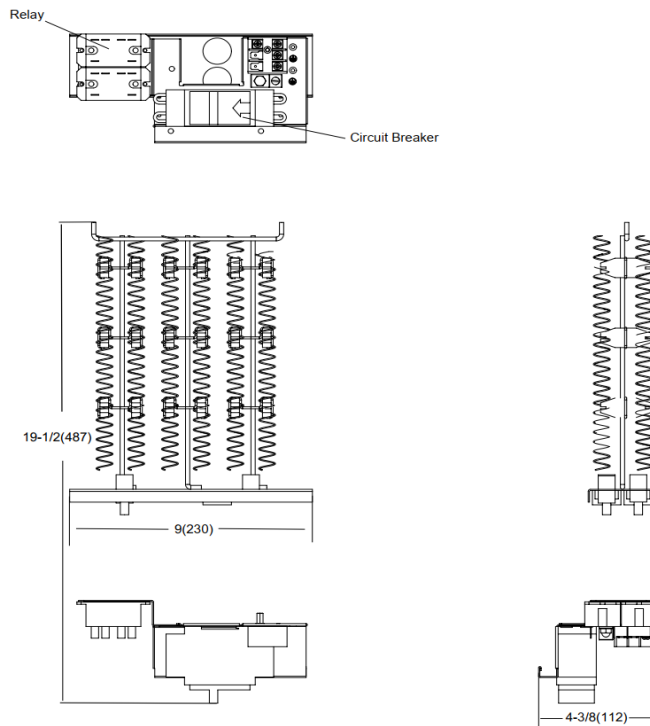 Relay
Circuit Breaker
19-1/2(487)
9(230)
4-3/8(112)